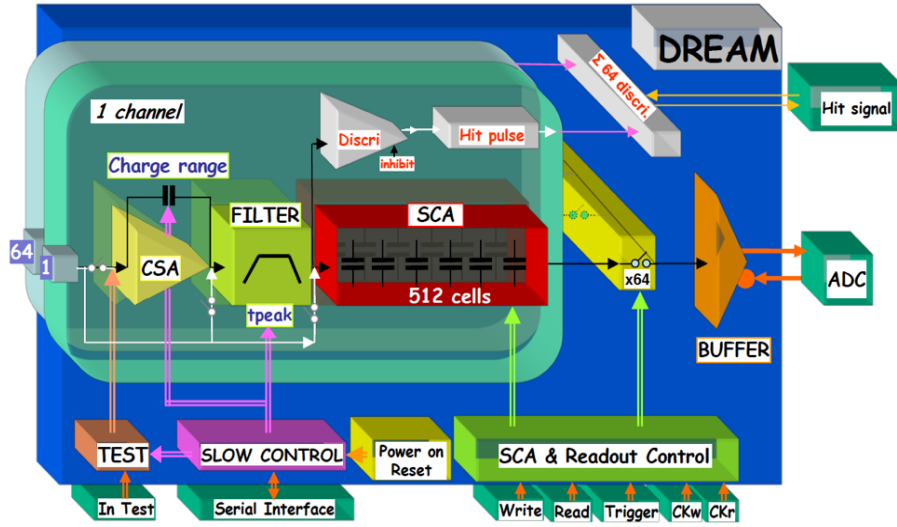 DREAM
Σ 64 discri.
Hit signal
1 channel
Discri
Hit pulse
inhibit
Charge range
FILTER
SCA
64
1
CSA
512 cells
tpeak
x64
ADC
BUFFER
TEST
SLOW CONTROL
Power on
Reset
SCA & Readout Control
In Test
Serial Interface
Write
Read
Trigger
CKw
CKr